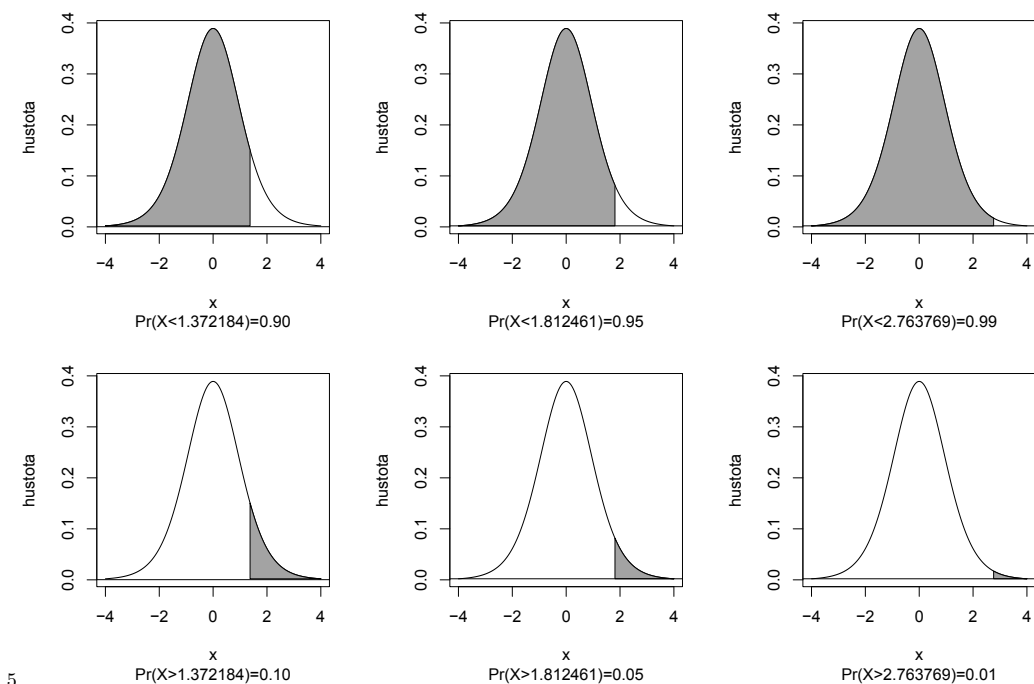 0.0 0.1 0.2 0.3 0.4
hustota
−4 −2 0 2 4
x
Pr(X<1.372184)=0.90
0.0 0.1 0.2 0.3 0.4
hustota
−4 −2 0 2 4
x
Pr(X<1.812461)=0.95
0.0 0.1 0.2 0.3 0.4
hustota
−4 −2 0 2 4
x
Pr(X<2.763769)=0.99
0.0 0.1 0.2 0.3 0.4
hustota
−4 −2 0 2 4
x
Pr(X>1.372184)=0.10
0.0 0.1 0.2 0.3 0.4
hustota
−4 −2 0 2 4
x
Pr(X>1.812461)=0.05
0.0 0.1 0.2 0.3 0.4
hustota
−4 −2 0 2 4
x
Pr(X>2.763769)=0.01
5